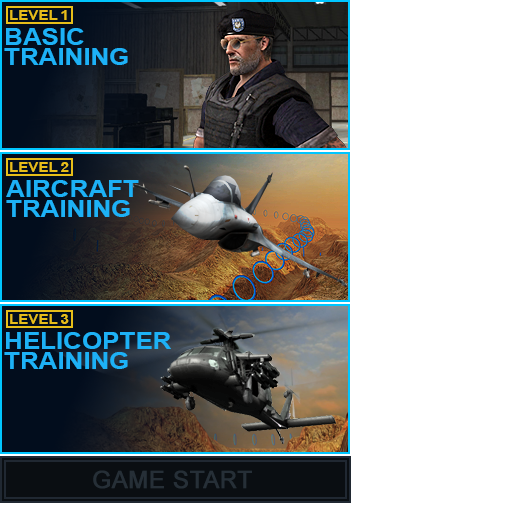 LEVEL 1
BASIC
TRAINING
LEVEL 2
AIRCRAFT
TRAINING
LEVEL 3
HELICOPTER
TRAINING
GAME START